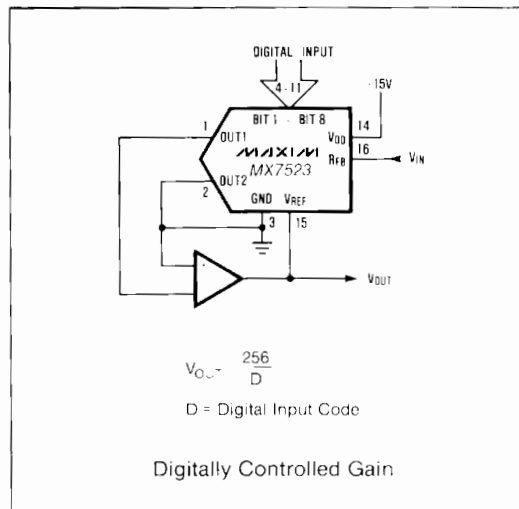 DIGITAL INPUT
4-11
15V
BIT 1 - BIT 8
14
1
OUT1
VDD
MAXIM
16
RFB
VIN
MX7523
2
OUT2
GND VREF
3 15
VOUT
256
D
D = Digital Input Code
Digitally Controlled Gain